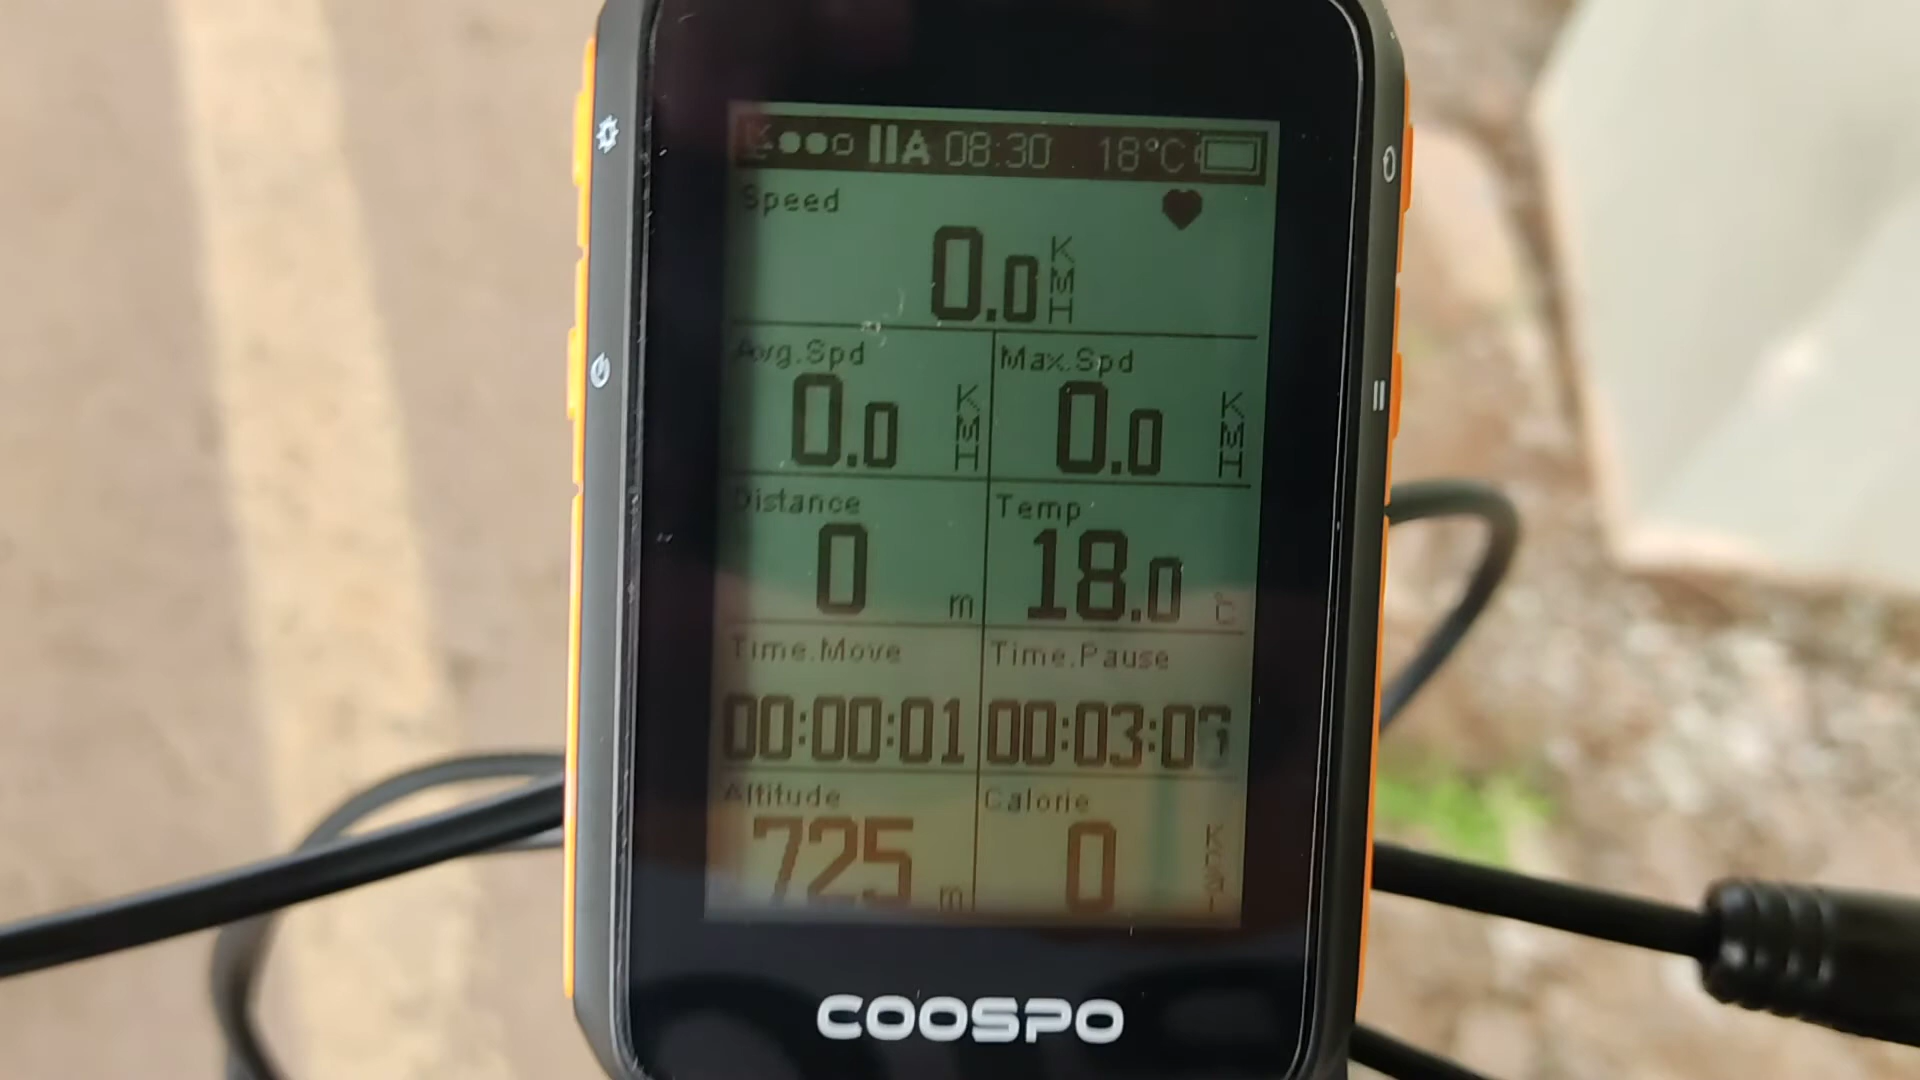 A 08:30 18°C
Speed
0.0 KMH
Avg.Spd Max.Spd
0.0 KMH 0.0 KMH
Distance Temp
0 m 18.0 °C
Time.Move Time.Pause
00:00:01
Altitude Calorie
725 m 0
COOSPO